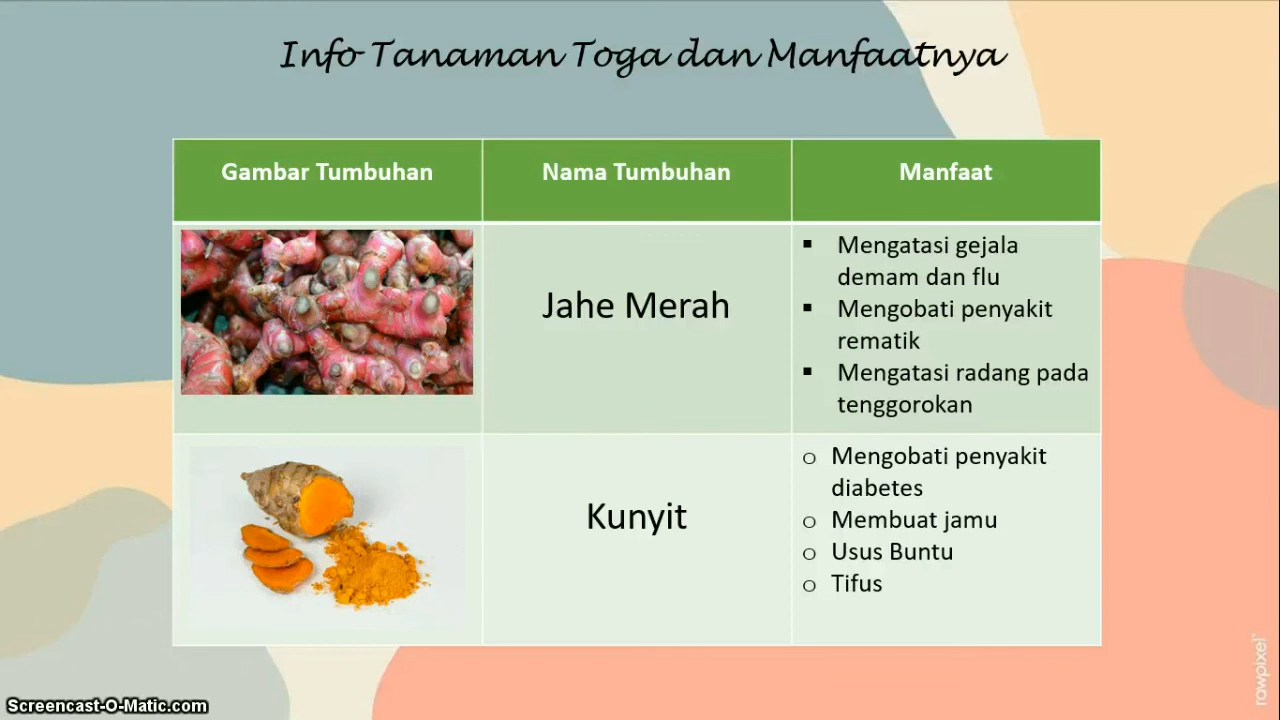 Info Tanaman Toga dan Manfaatnya
Gambar Tumbuhan
Nama Tumbuhan
Manfaat
Jahe Merah
▪ Mengatasi gejala
demam dan flu
▪ Mengobati penyakit
rematik
▪ Mengatasi radang pada
tenggorokan
Kunyit
o Mengobati penyakit
diabetes
o Membuat jamu
o Usus Buntu
o Tifus
rawpixel
Screencast-O-Matic.com